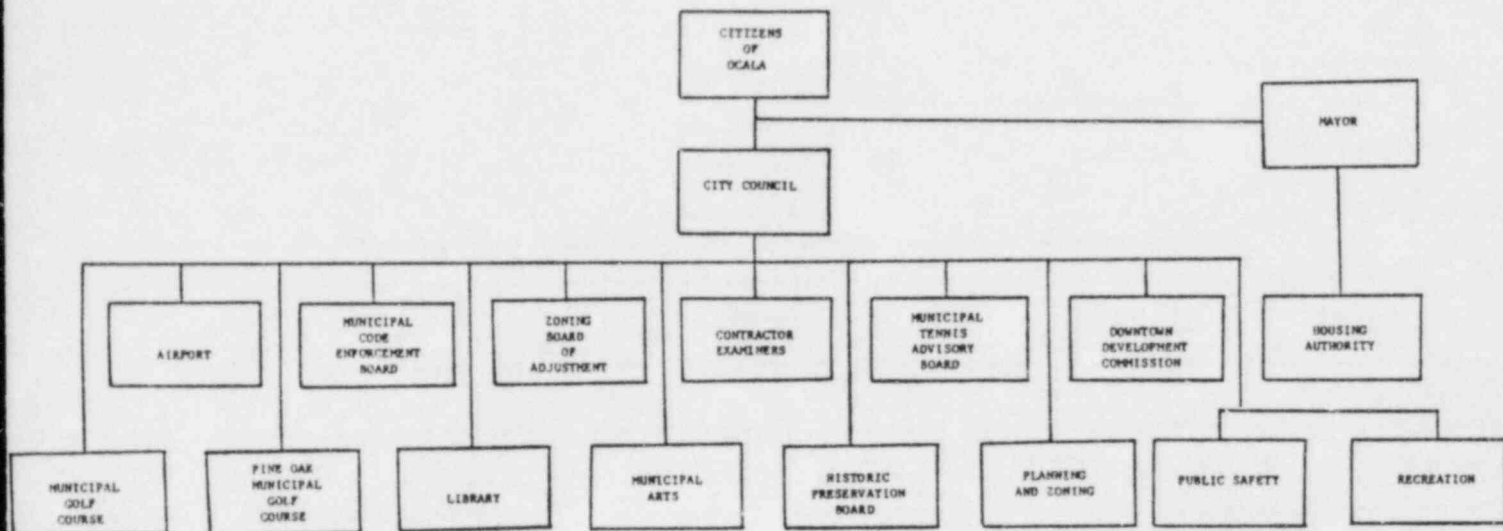 CITIZENS
OF
OCALA
MAYOR
CITY COUNCIL
AIRPORT
MUNICIPAL
CODE
ENFORCEMENT
BOARD
ZONING
BOARD
OF
ADJUSTMENT
CONTRACTOR
EXAMINERS
MUNICIPAL
TENNIS
ADVISORY
BOARD
DOWNTOWN
DEVELOPMENT
COMMISSION
HOUSING
AUTHORITY
MUNICIPAL
GOLF
COURSE
PINE OAK
MUNICIPAL
GOLF
COURSE
LIBRARY
MUNICIPAL
ARTS
HISTORIC
PRESERVATION
BOARD
PLANNING
AND ZONING
PUBLIC SAFETY
RECREATION